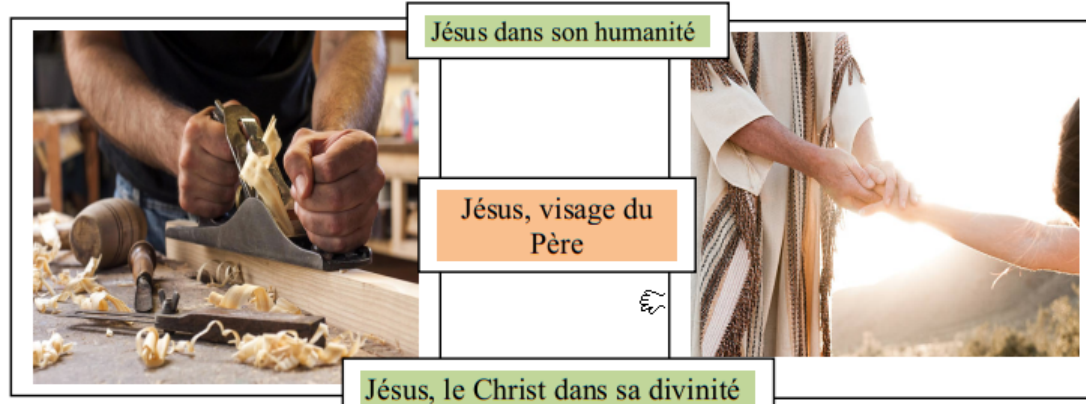 Jésus dans son humanité
Jésus, visage du
Père
Jésus, le Christ dans sa divinité